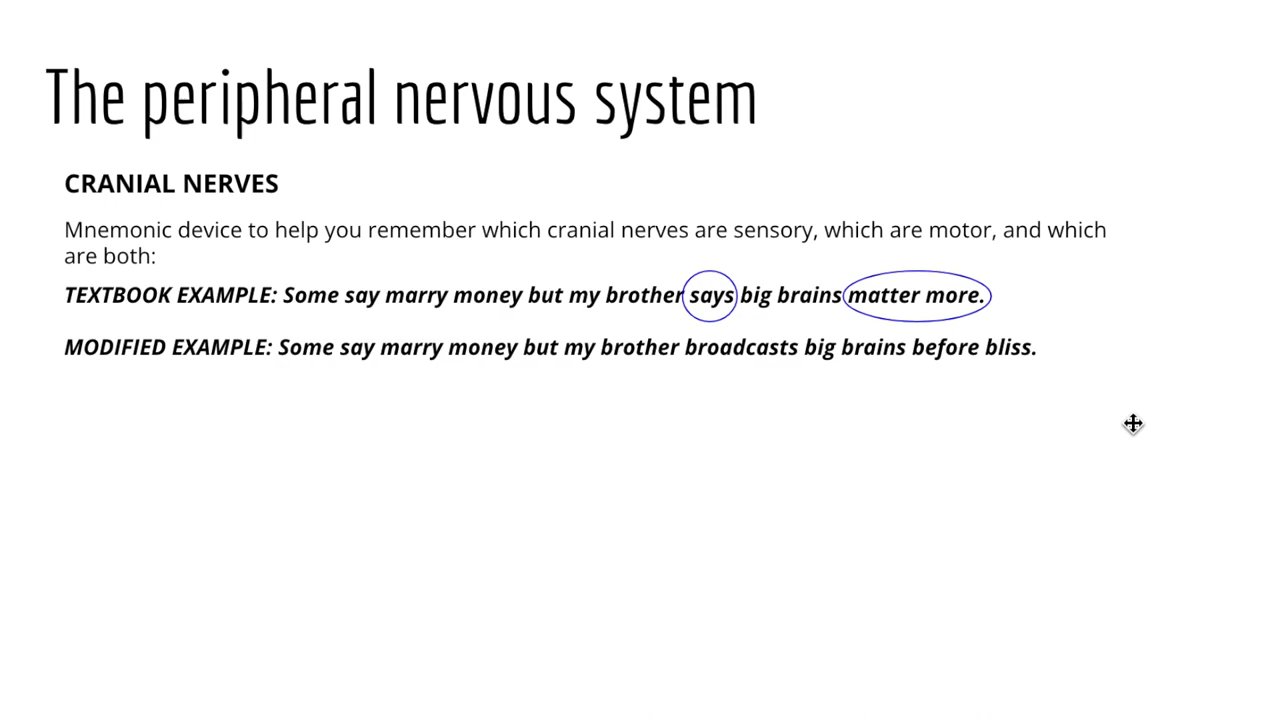 The peripheral nervous system
CRANIAL NERVES
Mnemonic device to help you remember which cranial nerves are sensory, which are motor, and which
are both:
TEXTBOOK EXAMPLE: Some say marry money but my brother says big brains matter more.
MODIFIED EXAMPLE: Some say marry money but my brother broadcasts big brains before bliss.